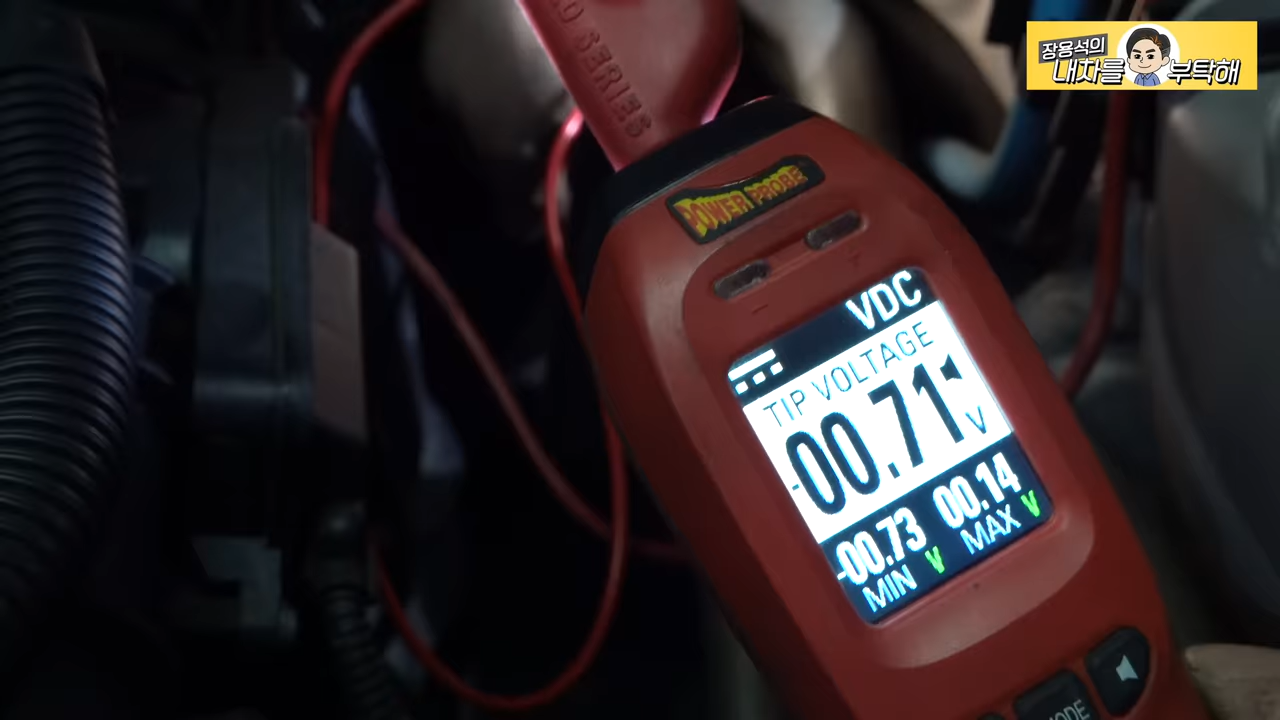 장용석의
내차를 부탁해
RO SERIES
POWER PROBE
VDC
TIP VOLTAGE
-00.71 V
-00.73 V 00.14 V
MIN MAX
MODE